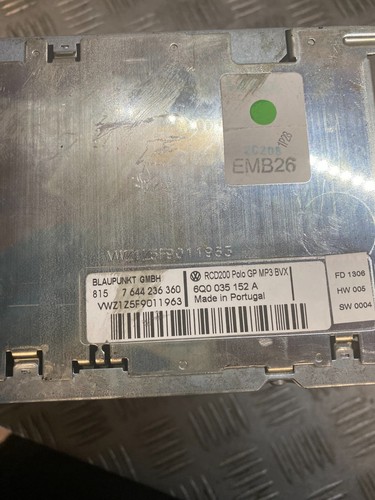 EMB26
VWZ1Z5F9011963
BLAUPUNKT GMBH
815 7 644 236 360
VWZ1Z5F9011963
RCD200 Polo GP MP3 BVX
6Q0 035 152 A
Made in Portugal
FD 1306
HW 005
SW 0004